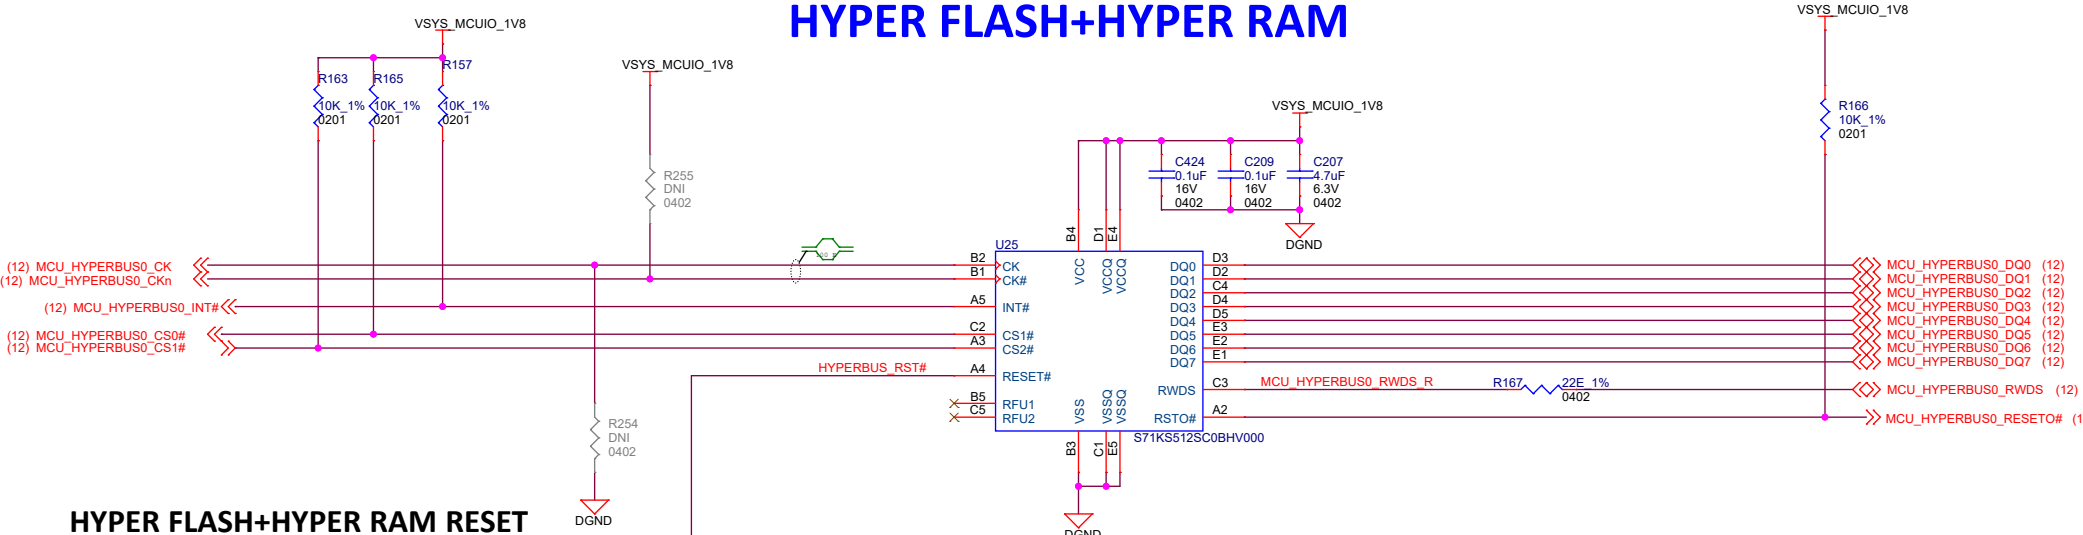 HYPER FLASH+HYPER RAM
VSYS_MCUIO_1V8
VSYS_MCUIO_1V8
VSYS_MCUIO_1V8
VSYS_MCUIO_1V8
R163
10K_1%
0201
R165
10K_1%
0201
R157
10K_1%
0201
R255
DNI
0402
R166
10K_1%
0201
C424
0.1uF
16V
0402
C209
0.1uF
16V
0402
C207
4.7uF
6.3V
0402
DGND
(12) MCU_HYPERBUS0_CK
(12) MCU_HYPERBUS0_CKn
(12) MCU_HYPERBUS0_INT#
(12) MCU_HYPERBUS0_CS0#
(12) MCU_HYPERBUS0_CS1#
HYPERBUS_RST#
U25
B4
D1
E4
VCC
VCCQ
VCCQ
B2 CK
B1 CK#
A5 INT#
C2 CS1#
A3 CS2#
A4 RESET#
B5 RFU1
C5 RFU2
VSS
VSSQ
VSSQ
B3
C1
E5
DQ0 D3
DQ1 D2
DQ2 C4
DQ3 D4
DQ4 D5
DQ5 E3
DQ6 E2
DQ7 E1
RWDS C3
RSTO# A2
S71KS512SC0BHV000
MCU_HYPERBUS0_RWDS_R
R167
22E_1%
0402
MCU_HYPERBUS0_DQ0 (12)
MCU_HYPERBUS0_DQ1 (12)
MCU_HYPERBUS0_DQ2 (12)
MCU_HYPERBUS0_DQ3 (12)
MCU_HYPERBUS0_DQ4 (12)
MCU_HYPERBUS0_DQ5 (12)
MCU_HYPERBUS0_DQ6 (12)
MCU_HYPERBUS0_DQ7 (12)
MCU_HYPERBUS0_RWDS (12)
MCU_HYPERBUS0_RESETO# (1
R254
DNI
0402
DGND
DGND
HYPER FLASH+HYPER RAM RESET